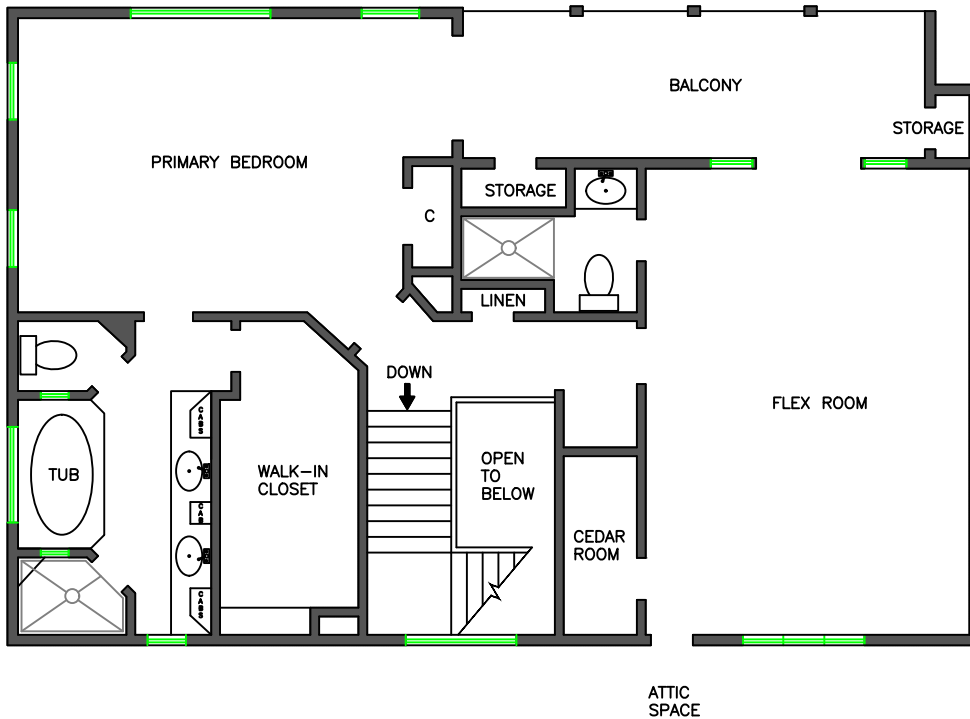 BALCONY
STORAGE
PRIMARY BEDROOM
STORAGE
C
LINEN
DOWN
FLEX ROOM
CABS
TUB
WALK-IN
CLOSET
OPEN
TO
BELOW
CAB
CEDAR
ROOM
CABS
ATTIC
SPACE